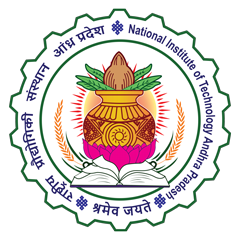 राष्ट्रीय प्रौद्योगिकी संस्थान आंध्र प्रदेश
National Institute of Technology Andhra Pradesh
श्रमेव जयते